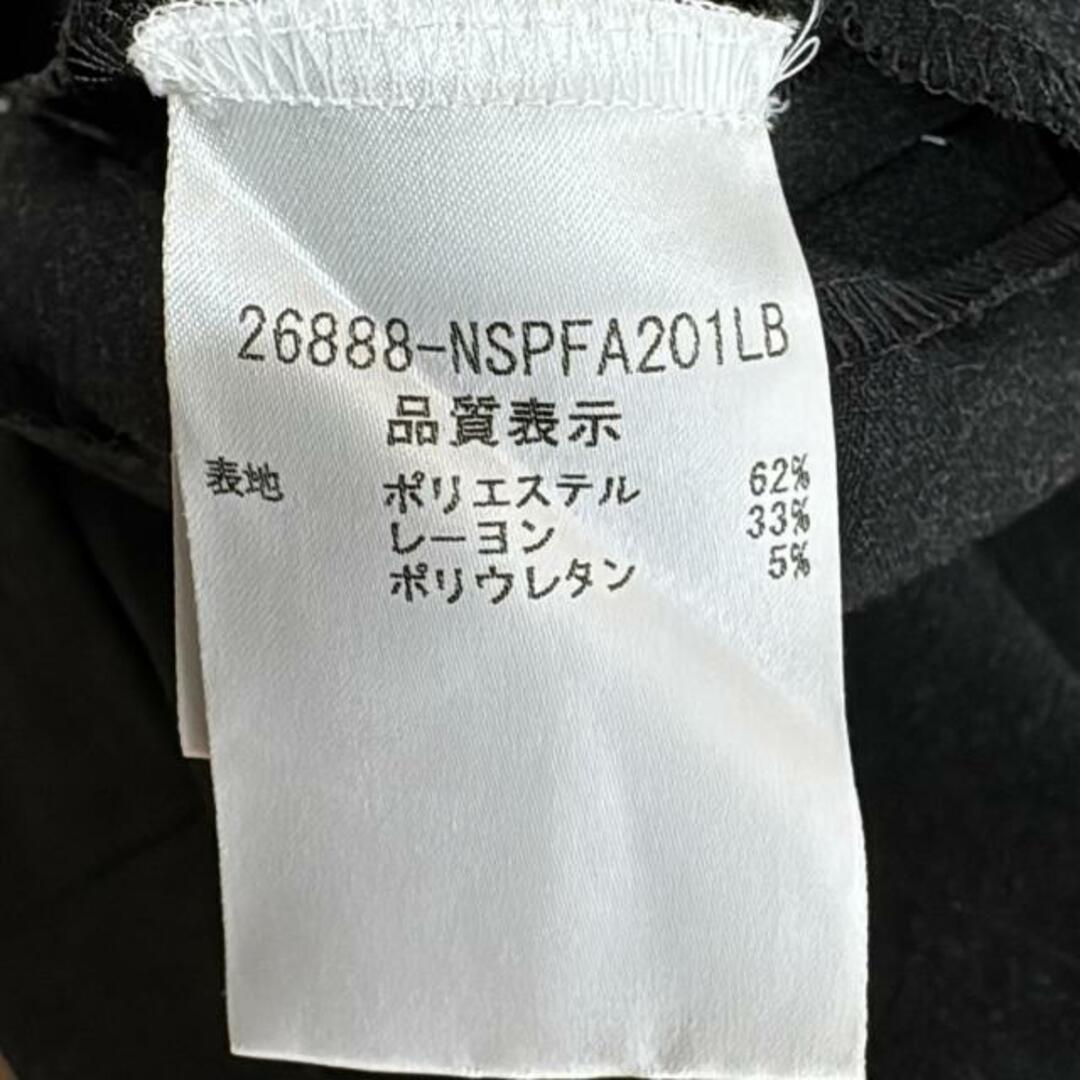 26888-NSPFA201LB
品質表示
表地 ポリエステル 62%
レーヨン 33%
ポリウレタン 5%